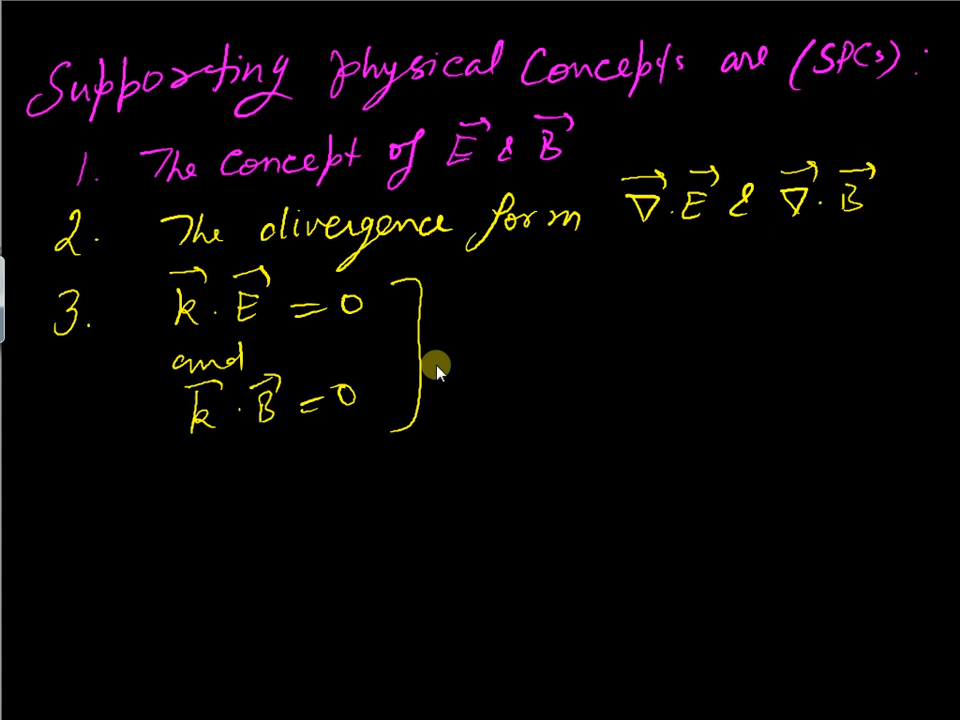 Supporting physical Concepts are (SPCs):
1. The concept of E⃗ & B⃗
2. The divergence form ∇⃗.E⃗ & ∇⃗.B⃗
3. k⃗.E⃗ = 0
and
k⃗.B⃗ = 0